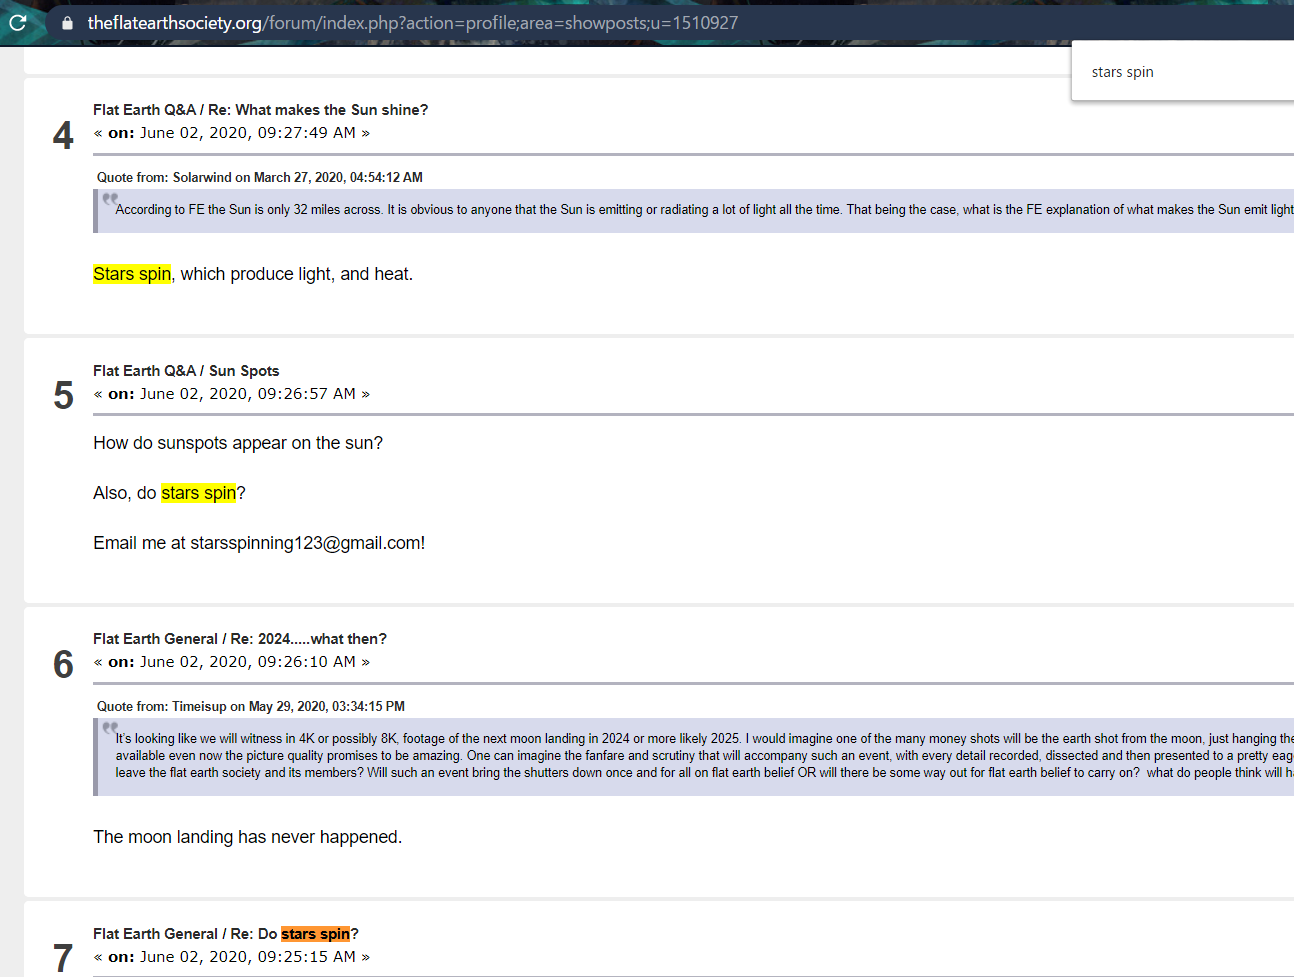 theflatearthsociety.org/forum/index.php?action=profile;area=showposts;u=1510927
stars spin
4
Flat Earth Q&A / Re: What makes the Sun shine?
« on: June 02, 2020, 09:27:49 AM »
Quote from: Solarwind on March 27, 2020, 04:54:12 AM
According to FE the Sun is only 32 miles across. It is obvious to anyone that the Sun is emitting or radiating a lot of light all the time. That being the case, what is the FE explanation of what makes the Sun emit light
Stars spin, which produce light, and heat.
5
Flat Earth Q&A / Sun Spots
« on: June 02, 2020, 09:26:57 AM »
How do sunspots appear on the sun?
Also, do stars spin?
Email me at starsspinning123@gmail.com!
6
Flat Earth General / Re: 2024.....what then?
« on: June 02, 2020, 09:26:10 AM »
Quote from: Timeisup on May 29, 2020, 03:34:15 PM
It's looking like we will witness in 4K or possibly 8K, footage of the next moon landing in 2024 or more likely 2025. I would imagine one of the many money shots will be the earth shot from the moon, just hanging the
available even now the picture quality promises to be amazing. One can imagine the fanfare and scrutiny that will accompany such an event, with every detail recorded, dissected and then presented to a pretty eag
leave the flat earth society and its members? Will such an event bring the shutters down once and for all on flat earth belief OR will there be some way out for flat earth belief to carry on?  what do people think will h
The moon landing has never happened.
7
Flat Earth General / Re: Do stars spin?
« on: June 02, 2020, 09:25:15 AM »